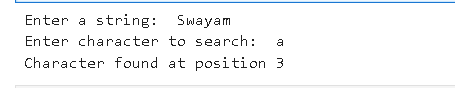 Enter a string:  Swayam
Enter character to search:  a
Character found at position 3